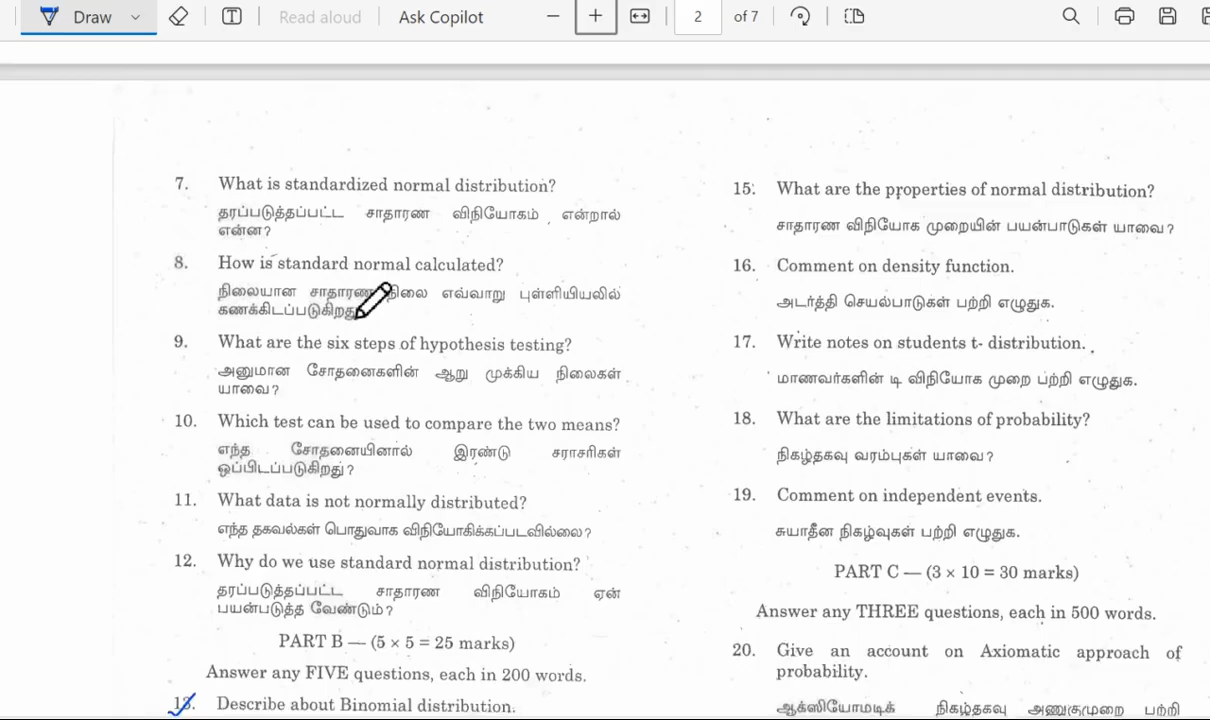 Draw
Read aloud
Ask Copilot
2
of 7
7. What is standardized normal distribution?
தரப்படுத்தப்பட்ட சாதாரண விநியோகம் என்றால்
என்ன?
8. How is standard normal calculated?
நிலையான சாதாரண நிலை எவ்வாறு புள்ளியியலில்
கணக்கிடப்படுகிறது
9. What are the six steps of hypothesis testing?
அனுமான சோதனைகளின் ஆறு முக்கிய நிலைகள்
யாவை?
10. Which test can be used to compare the two means?
எந்த சோதனையினால் இரண்டு சராசரிகள்
ஒப்பிடப்படுகிறது?
11. What data is not normally distributed?
எந்த தகவல்கள் பொதுவாக விநியோகிக்கப்படவில்லை?
12. Why do we use standard normal distribution?
தரப்படுத்தப்பட்ட சாதாரண விநியோகம் ஏன்
பயன்படுத்த வேண்டும்?
PART B — (5 × 5 = 25 marks)
Answer any FIVE questions, each in 200 words.
13. Describe about Binomial distribution.
15. What are the properties of normal distribution?
சாதாரண விநியோக முறையின் பயன்பாடுகள் யாவை?
16. Comment on density function.
அடர்த்தி செயல்பாடுகள் பற்றி எழுதுக.
17. Write notes on students t- distribution.
மாணவர்களின் டி விநியோக முறை பற்றி எழுதுக.
18. What are the limitations of probability?
நிகழ்தகவு வரம்புகள் யாவை?
19. Comment on independent events.
சுயாதீன நிகழ்வுகள் பற்றி எழுதுக.
PART C — (3 × 10 = 30 marks)
Answer any THREE questions, each in 500 words.
20. Give an account on Axiomatic approach of
probability.
ஆக்ஸியோமடிக் நிகழ்தகவு அணுகுமுறை பற்றி